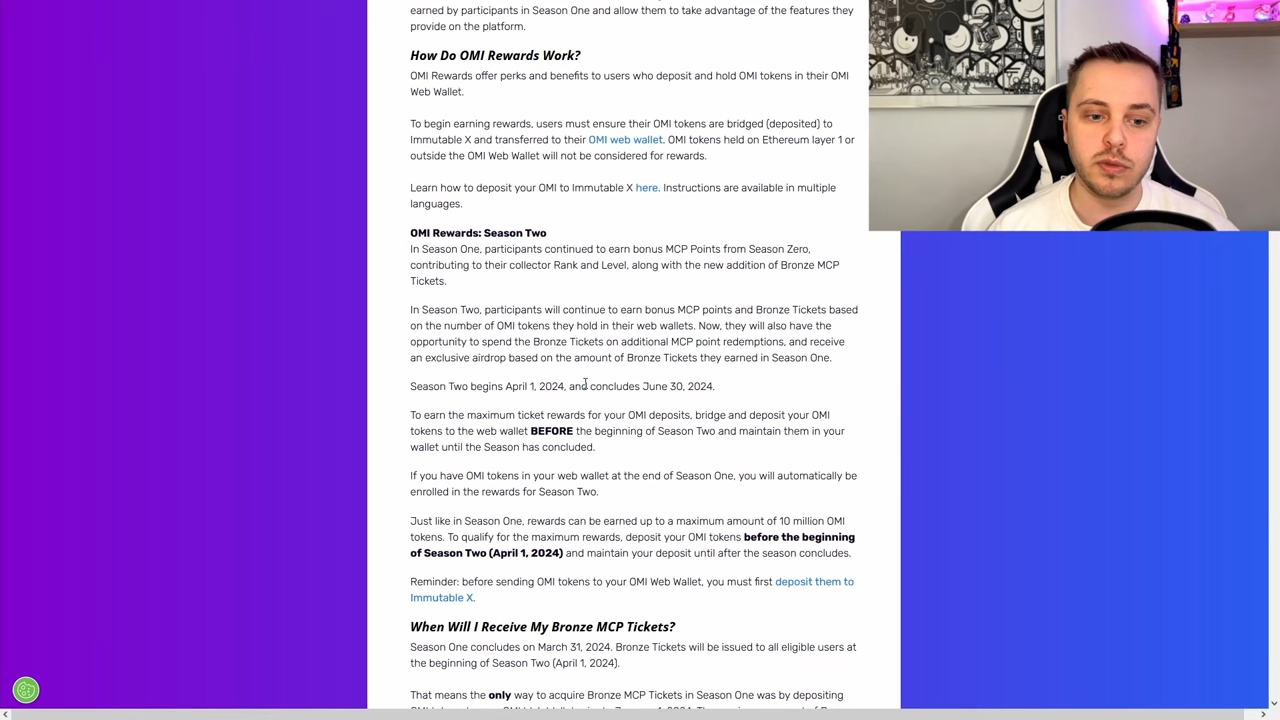 earned by participants in Season One and allow them to take advantage of the features they
provide on the platform.
How Do OMI Rewards Work?
OMI Rewards offer perks and benefits to users who deposit and hold OMI tokens in their OMI
Web Wallet.
To begin earning rewards, users must ensure their OMI tokens are bridged (deposited) to
Immutable X and transferred to their OMI web wallet. OMI tokens held on Ethereum layer 1 or
outside the OMI Web Wallet will not be considered for rewards.
Learn how to deposit your OMI to Immutable X here. Instructions are available in multiple
languages.
OMI Rewards: Season Two
In Season One, participants continued to earn bonus MCP Points from Season Zero,
contributing to their collector Rank and Level, along with the new addition of Bronze MCP
Tickets.
In Season Two, participants will continue to earn bonus MCP points and Bronze Tickets based
on the number of OMI tokens they hold in their web wallets. Now, they will also have the
opportunity to spend the Bronze Tickets on additional MCP point redemptions, and receive
an exclusive airdrop based on the amount of Bronze Tickets they earned in Season One.
Season Two begins April 1, 2024, and concludes June 30, 2024.
To earn the maximum ticket rewards for your OMI deposits, bridge and deposit your OMI
tokens to the web wallet BEFORE the beginning of Season Two and maintain them in your
wallet until the Season has concluded.
If you have OMI tokens in your web wallet at the end of Season One, you will automatically be
enrolled in the rewards for Season Two.
Just like in Season One, rewards can be earned up to a maximum amount of 10 million OMI
tokens. To qualify for the maximum rewards, deposit your OMI tokens before the beginning
of Season Two (April 1, 2024) and maintain your deposit until after the season concludes.
Reminder: before sending OMI tokens to your OMI Web Wallet, you must first deposit them to
Immutable X.
When Will I Receive My Bronze MCP Tickets?
Season One concludes on March 31, 2024. Bronze Tickets will be issued to all eligible users at
the beginning of Season Two (April 1, 2024).
That means the only way to acquire Bronze MCP Tickets in Season One was by depositing